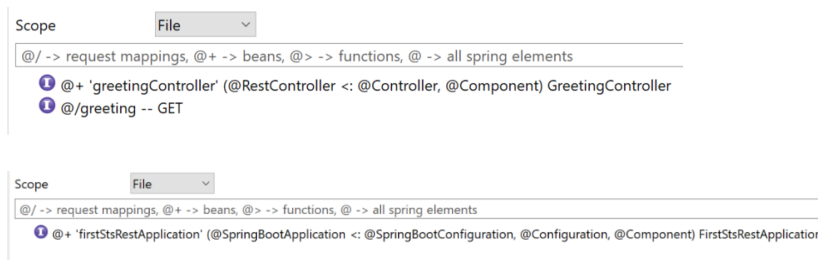 Scope File
@/ -> request mappings, @+ -> beans, @> -> functions, @ -> all spring elements
@+ 'greetingController' (@RestController <: @Controller, @Component) GreetingController
@/greeting -- GET
Scope File
@/ -> request mappings, @+ -> beans, @> -> functions, @ -> all spring elements
@+ 'firstStsRestApplication' (@SpringBootApplication <: @SpringBootConfiguration, @Configuration, @Component) FirstStsRestApplication